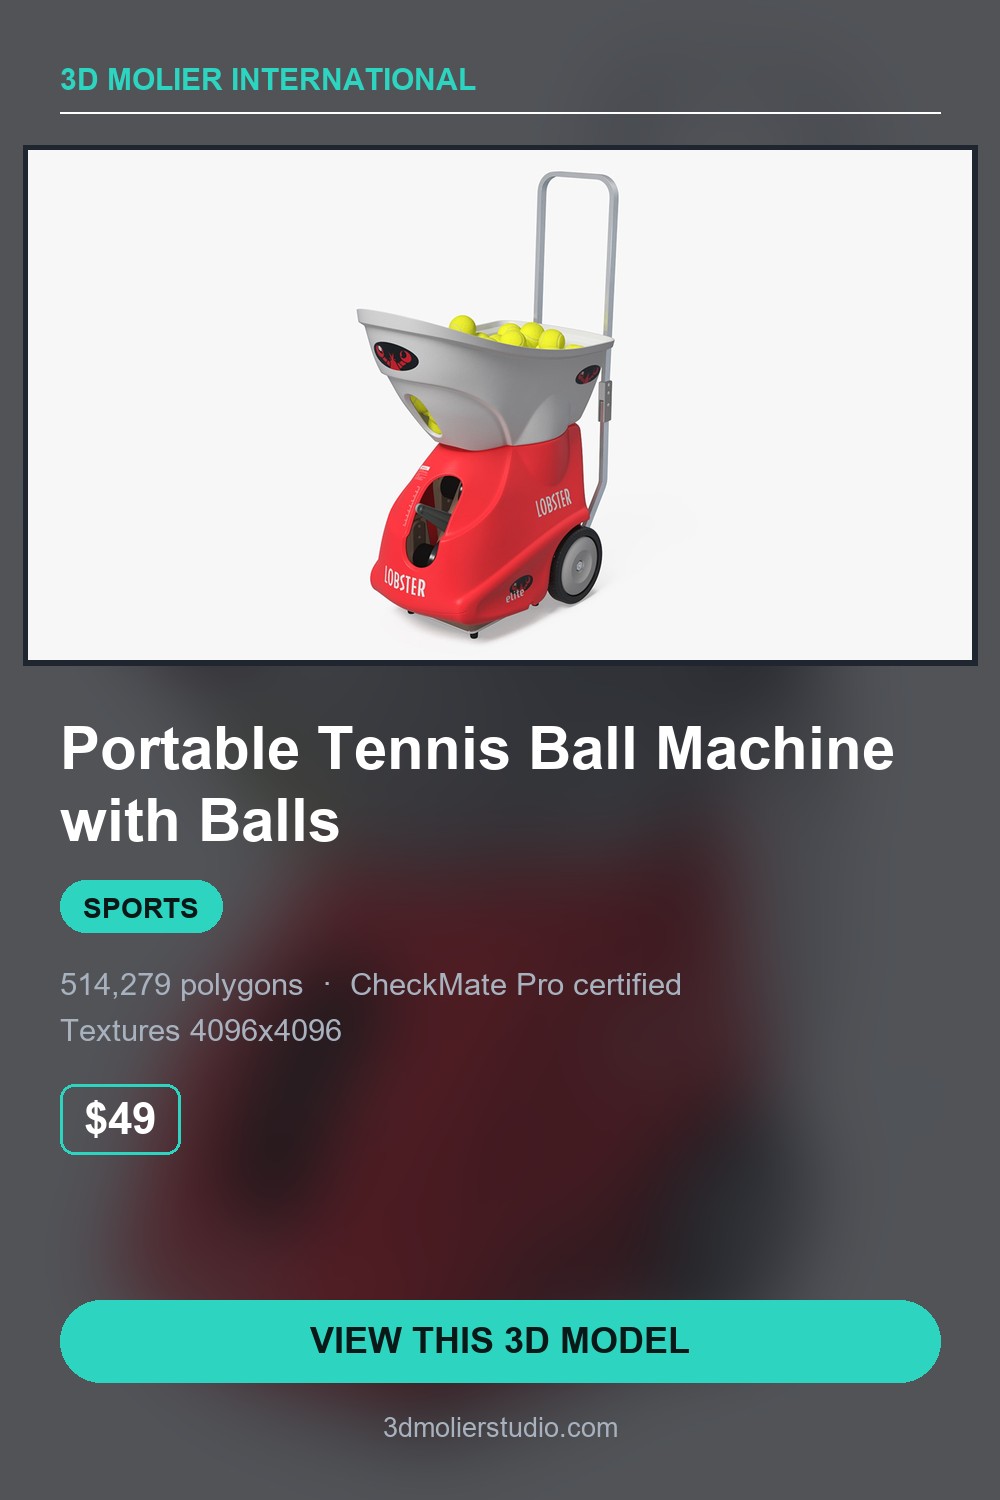 3D MOLIER INTERNATIONAL
LOBSTER
LOBSTER
elite
Portable Tennis Ball Machine
with Balls
SPORTS
514,279 polygons · CheckMate Pro certified
Textures 4096x4096
$49
VIEW THIS 3D MODEL
3dmolierstudio.com